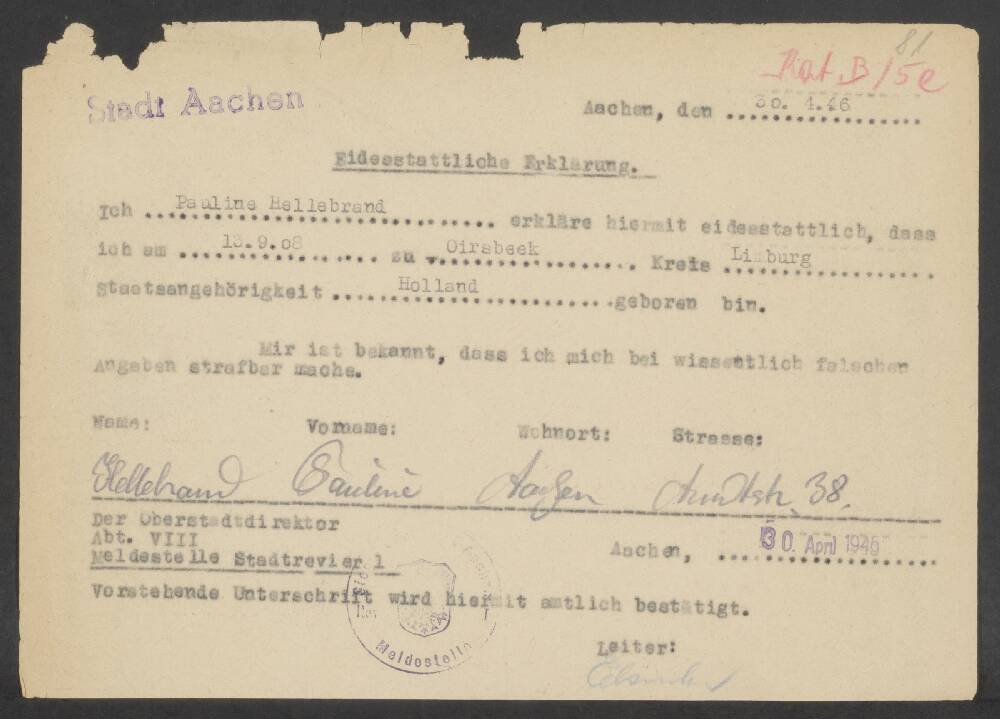 81
Kat. B/5e
Stadt Aachen
Aachen, den 30. 4.46
Eidesstattliche Erklärung.
Ich Pauline Hellebrand erkläre hiermit eidesstattlich, dass
ich am 13.9.08 zu Oirsbeek Kreis Limburg
Staatsangehörigkeit Holland geboren bin.
Mir ist bekannt, dass ich mich bei wissentlich falschen
Angaben strafbar mache.
Name: Vorname: Wohnort: Strasse:
Hellebrand Pauline Aachen Arndtstr. 38.
Der Oberstadtdirektor
Abt. VIII
Meldestelle Stadtrevier 1
Aachen, 30. April 1946
Vorstehende Unterschrift wird hiermit amtlich bestätigt.
Meldestelle
Leiter: